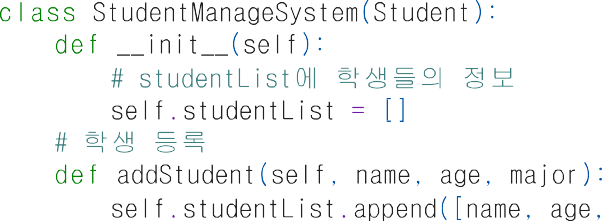 class StudentManageSystem(Student):
def __init__(self):
# studentList에 학생들의 정보
self.studentList = []
# 학생 등록
def addStudent(self, name, age, major):
self.studentList.append([name, age,